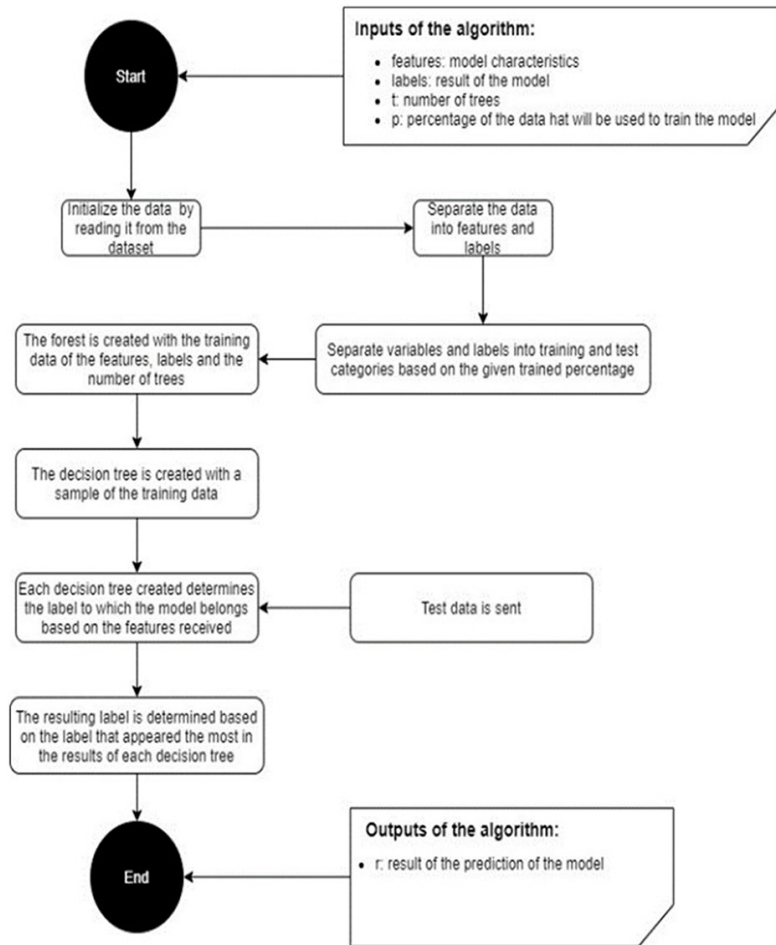 Start
Inputs of the algorithm:
• features: model characteristics
• labels: result of the model
• t: number of trees
• p: percentage of the data hat will be used to train the model
Initialize the data by
reading it from the
dataset
Separate the data
into features and
labels
Separate variables and labels into training and test
categories based on the given trained percentage
The forest is created with the training
data of the features, labels and the
number of trees
The decision tree is created with a
sample of the training data
Each decision tree created determines
the label to which the model belongs
based on the features received
Test data is sent
The resulting label is determined based
on the label that appeared the most in
the results of each decision tree
End
Outputs of the algorithm:
• r: result of the prediction of the model